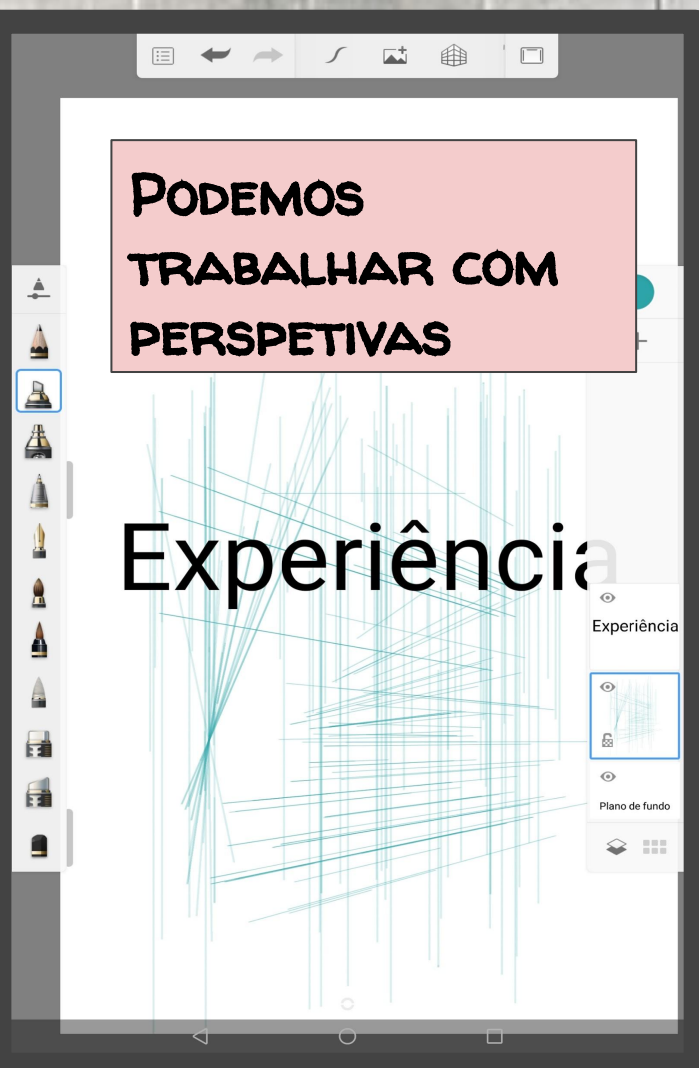 PODEMOS
TRABALHAR COM
PERSPETIVAS
Experiência
Experiência
Plano de fundo